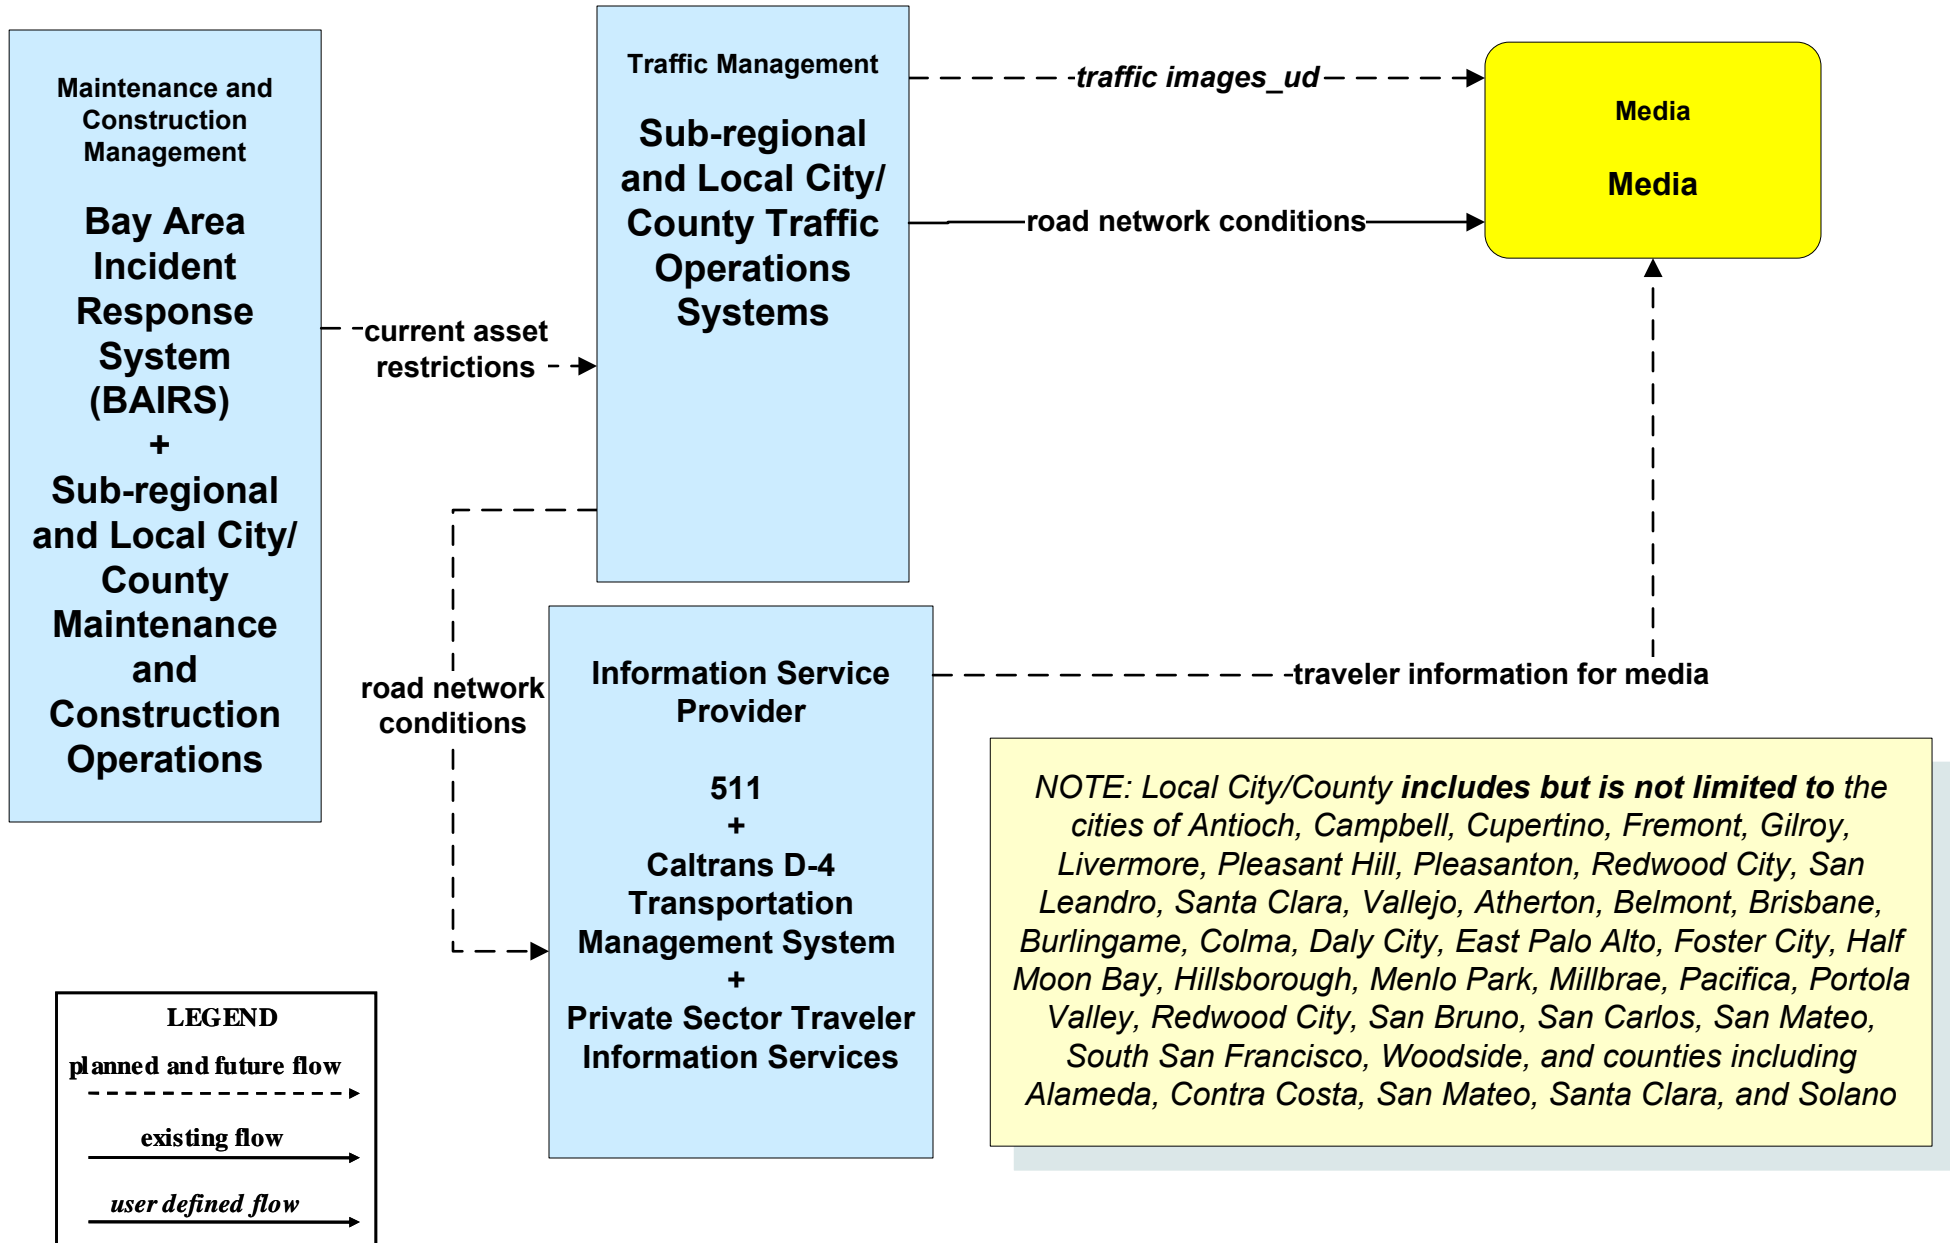 Maintenance and
Construction
Management
Bay Area
Incident
Response
System
(BAIRS)
+
Sub-regional
and Local City/
County
Maintenance
and
Construction
Operations
current asset
restrictions
Traffic Management
Sub-regional
and Local City/
County Traffic
Operations
Systems
traffic images_ud
road network conditions
Media
Media
road network
conditions
Information Service
Provider
511
+
Caltrans D-4
Transportation
Management System
+
Private Sector Traveler
Information Services
traveler information for media
NOTE: Local City/County includes but is not limited to the
cities of Antioch, Campbell, Cupertino, Fremont, Gilroy,
Livermore, Pleasant Hill, Pleasanton, Redwood City, San
Leandro, Santa Clara, Vallejo, Atherton, Belmont, Brisbane,
Burlingame, Colma, Daly City, East Palo Alto, Foster City, Half
Moon Bay, Hillsborough, Menlo Park, Millbrae, Pacifica, Portola
Valley, Redwood City, San Bruno, San Carlos, San Mateo,
South San Francisco, Woodside, and counties including
Alameda, Contra Costa, San Mateo, Santa Clara, and Solano
LEGEND
planned and future flow
existing flow
user defined flow